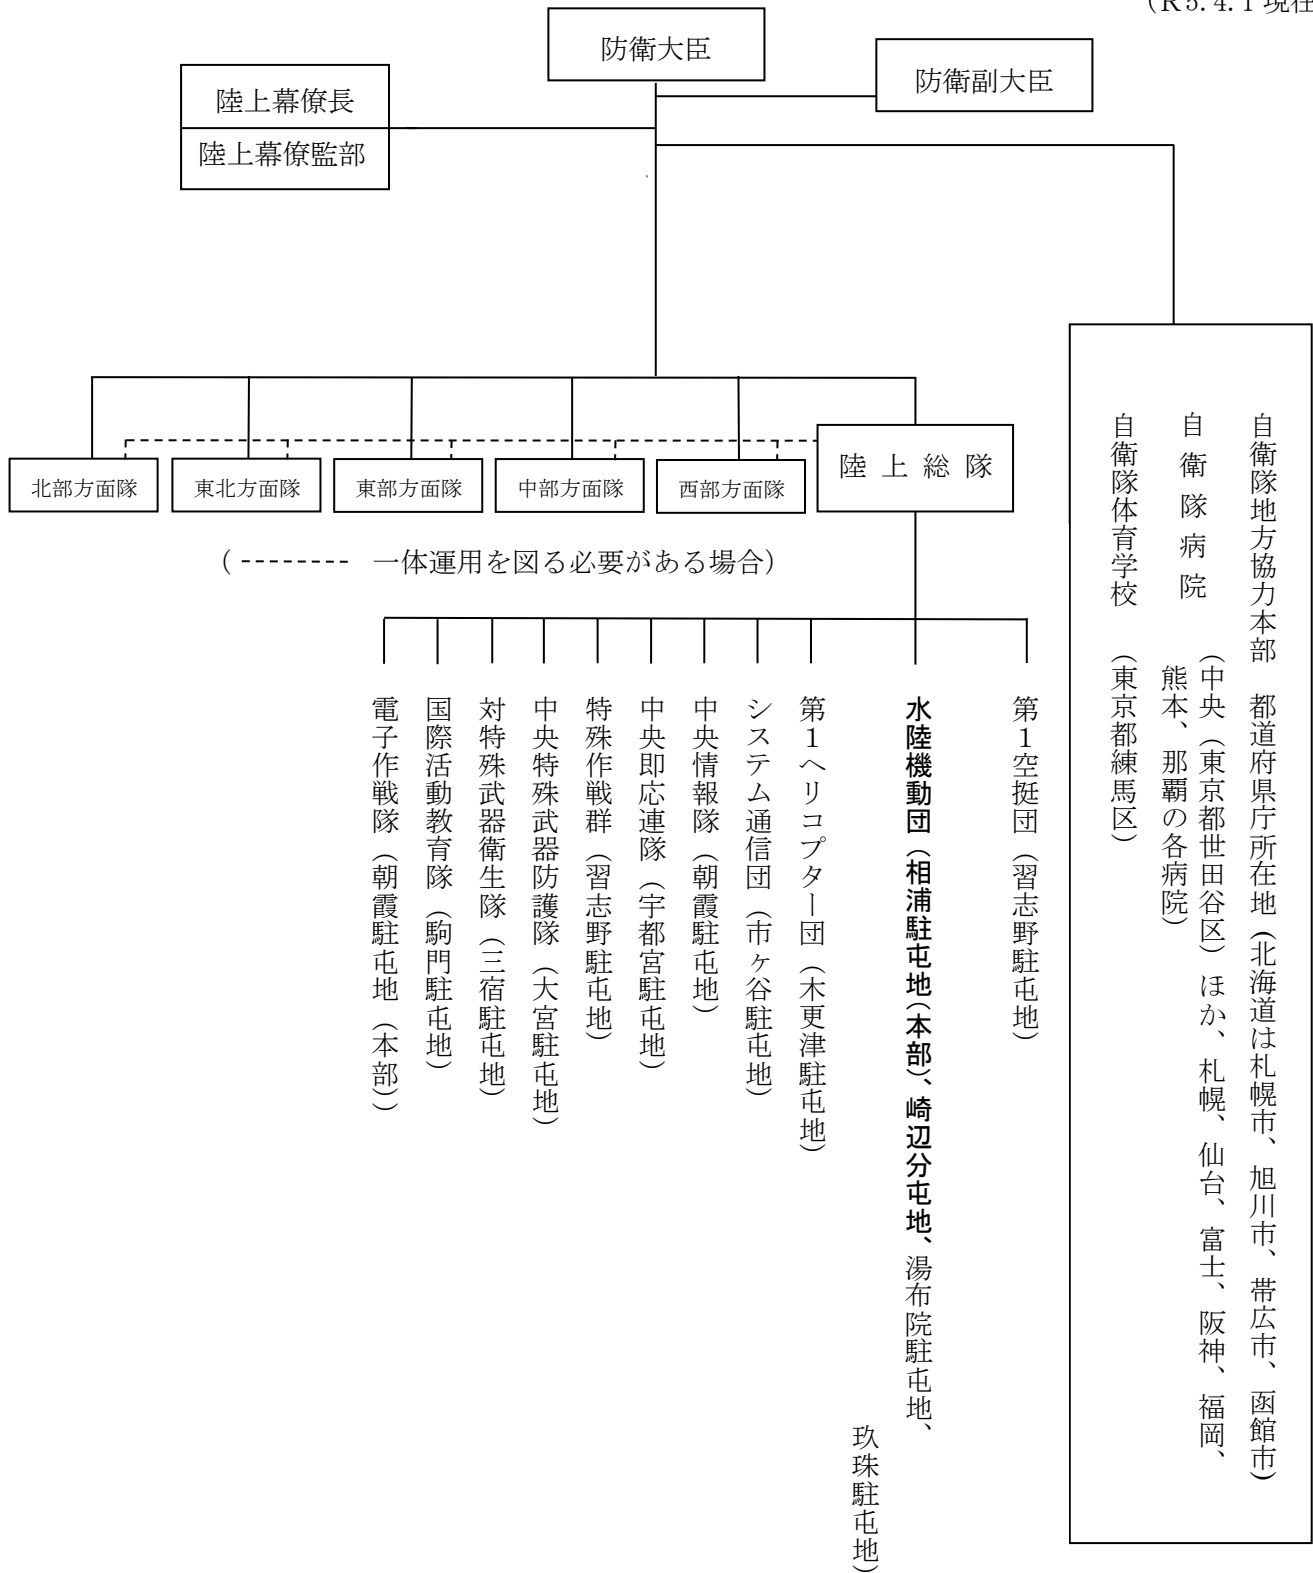 （R5.4.1 現在
防衛大臣
防衛副大臣
陸上幕僚長
陸上幕僚監部
北部方面隊
東北方面隊
東部方面隊
中部方面隊
西部方面隊
陸上総隊
（-------- 一体運用を図る必要がある場合）
自衛隊地方協力本部　都道府県庁所在地（北海道は札幌市、旭川市、帯広市、函館市）
自衛隊病院　（中央（東京都世田谷区）ほか、札幌、仙台、富士、阪神、福岡、
熊本、那覇の各病院）
自衛隊体育学校　（東京都練馬区）
第１空挺団（習志野駐屯地）
水陸機動団（相浦駐屯地（本部）、崎辺分屯地、湯布院駐屯地、
玖珠駐屯地）
第１ヘリコプター団（木更津駐屯地）
システム通信団（市ヶ谷駐屯地）
中央情報隊（朝霞駐屯地）
中央即応連隊（宇都宮駐屯地）
特殊作戦群（習志野駐屯地）
中央特殊武器防護隊（大宮駐屯地）
対特殊武器衛生隊（三宿駐屯地）
国際活動教育隊（駒門駐屯地）
電子作戦隊（朝霞駐屯地（本部））